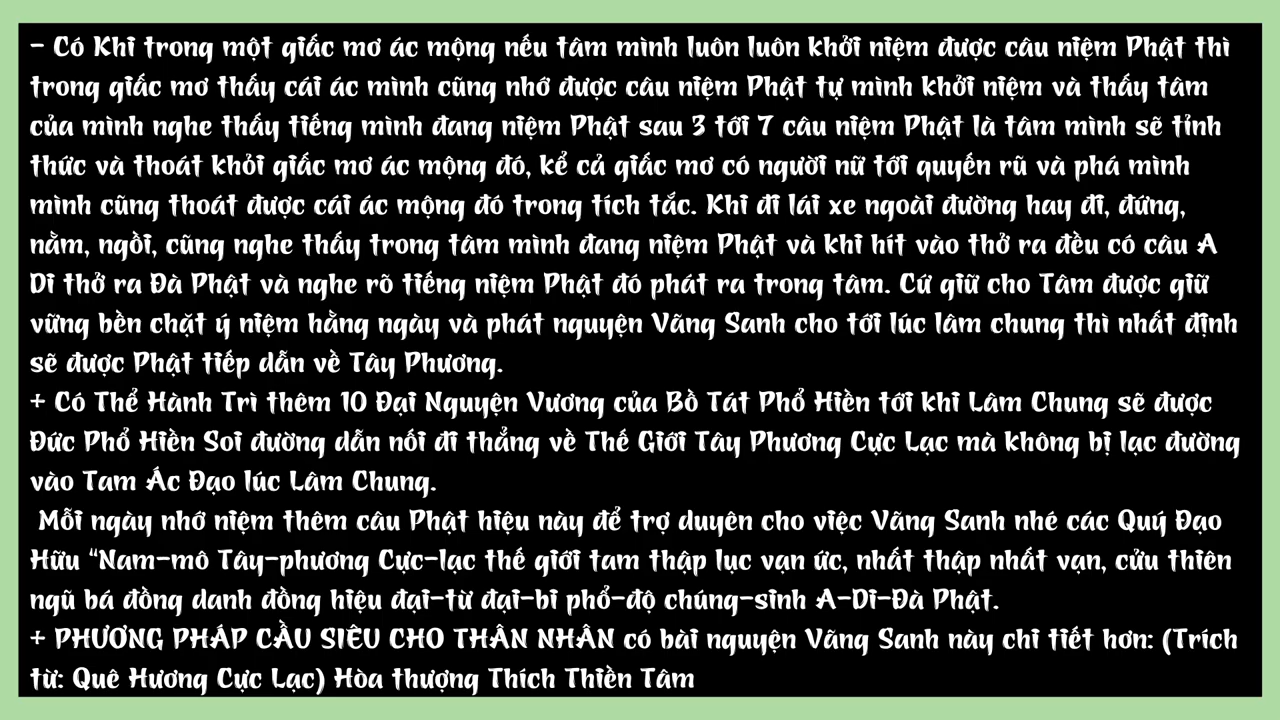 - Có Khi trong một giấc mơ ác mộng nếu tâm mình luôn luôn khởi niệm được câu niệm Phật thì
trong giấc mơ thấy cái ác mình cũng nhớ được câu niệm Phật tự mình khởi niệm và thấy tâm
của mình nghe thấy tiếng mình đang niệm Phật sau 3 tới 7 câu niệm Phật là tâm mình sẽ tỉnh
thức và thoát khỏi giấc mơ ác mộng đó, kể cả giấc mơ có người nữ tới quyến rũ và phá mình
mình cũng thoát được cái ác mộng đó trong tích tắc. Khi đi lái xe ngoài đường hay đi, đứng,
nằm, ngồi, cũng nghe thấy trong tâm mình đang niệm Phật và khi hít vào thở ra đều có câu A
Di thở ra Đà Phật và nghe rõ tiếng niệm Phật đó phát ra trong tâm. Cứ giữ cho Tâm được giữ
vững bền chặt ý niệm hằng ngày và phát nguyện Vãng Sanh cho tới lúc lâm chung thì nhất định
sẽ được Phật tiếp dẫn về Tây Phương.
+ Có Thể Hành Trì thêm 10 Đại Nguyện Vương của Bồ Tát Phổ Hiền tới khi Lâm Chung sẽ được
Đức Phổ Hiền Soi đường dẫn nối đi thẳng về Thế Giới Tây Phương Cực Lạc mà không bị lạc đường
vào Tam Ác Đạo lúc Lâm Chung.
Mỗi ngày nhớ niệm thêm câu Phật hiệu này để trợ duyên cho việc Vãng Sanh nhé các Quý Đạo
Hữu “Nam-mô Tây-phương Cực-lạc thế giới tam thập lục vạn ức, nhất thập nhất vạn, cửu thiên
ngũ bá đồng danh đồng hiệu đại-từ đại-bi phổ-độ chúng-sinh A-Di-Đà Phật.
+ PHƯƠNG PHÁP CẦU SIÊU CHO THÂN NHÂN có bài nguyện Vãng Sanh này chi tiết hơn: (Trích
từ: Quê Hương Cực Lạc) Hòa thượng Thích Thiền Tâm